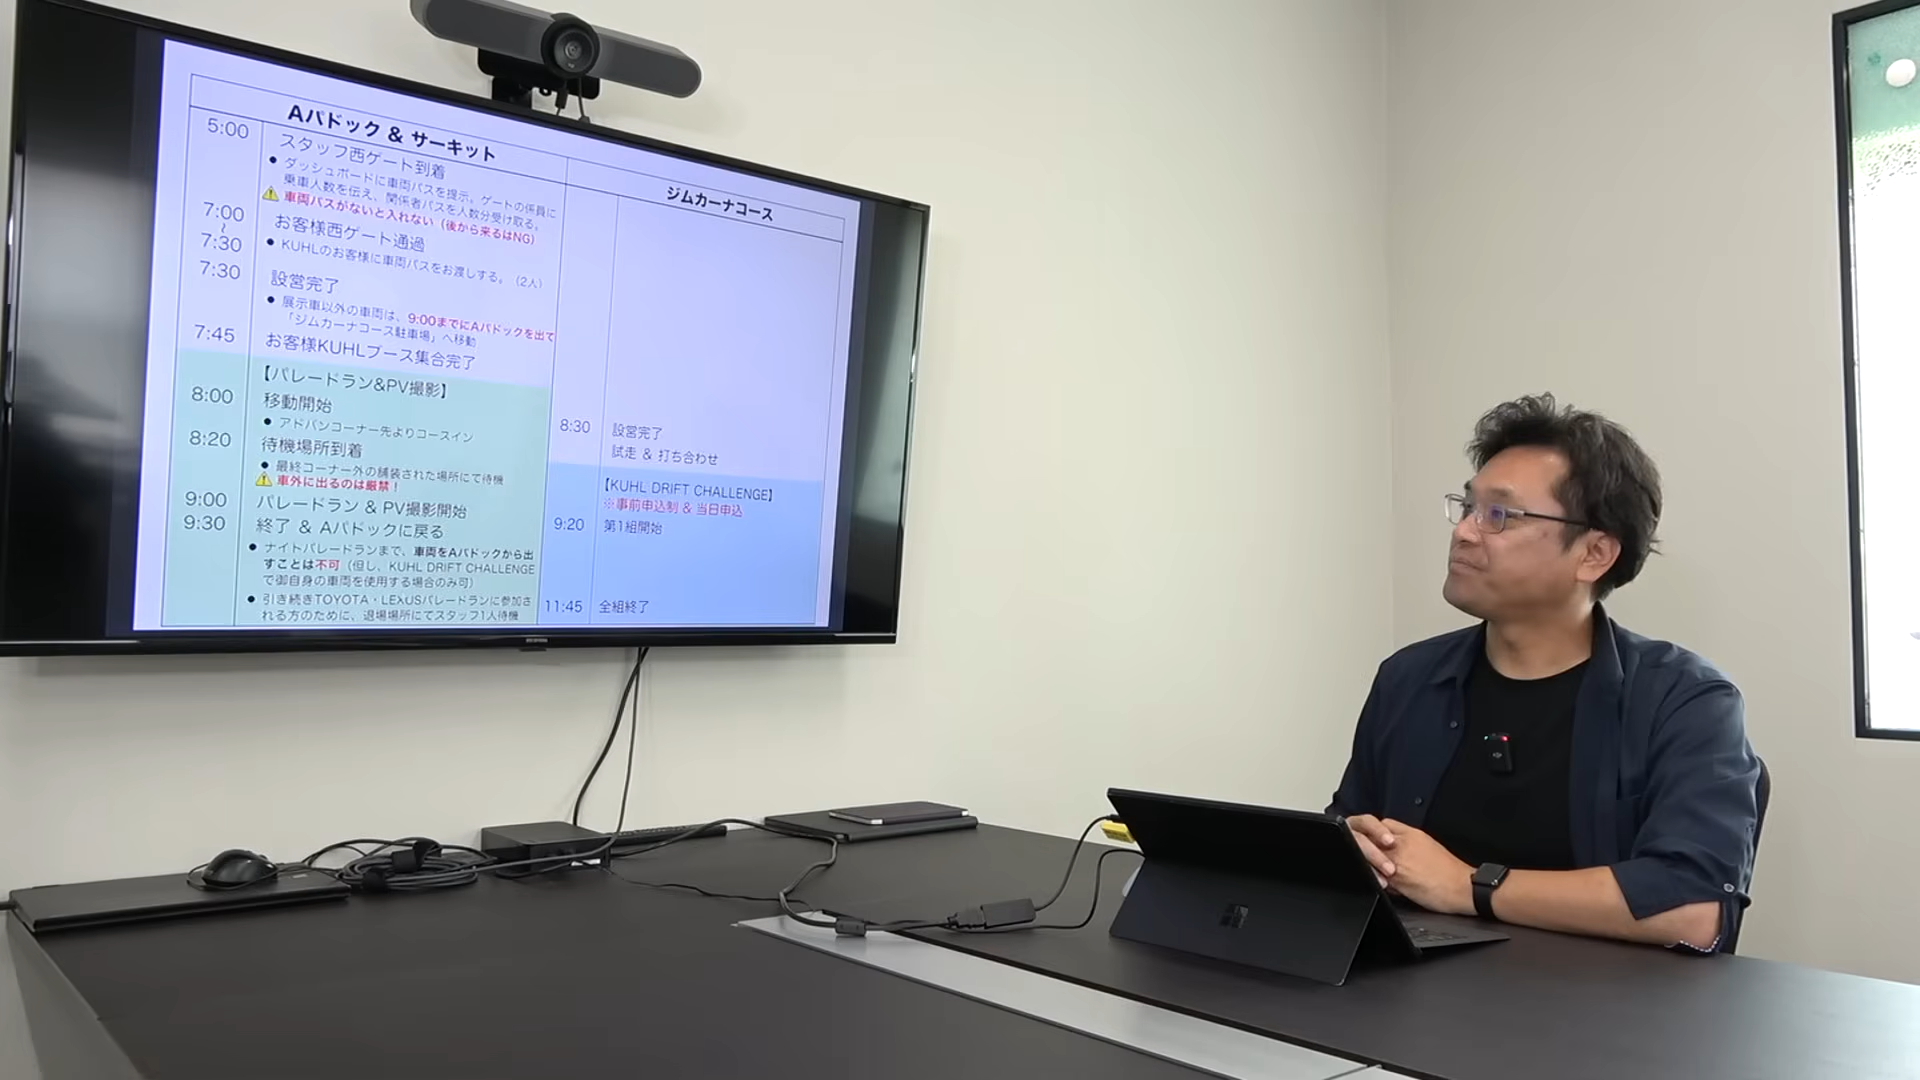 Aパドック & サーキット
5:00
スタッフ西ゲート到着
● ダッシュボードに車両パスを提示。ゲートの係員に
乗車人数を伝え、関係者パスを人数分受け取る。
車両パスがないと入れない（後から来るはNG）
7:00
〜
7:30
お客様西ゲート通過
● KUHLのお客様に車両パスをお渡しする。（2人）
7:30
設営完了
● 展示車以外の車両は、9:00までにAパドックを出て
「ジムカーナコース駐車場」へ移動
7:45
お客様KUHLブース集合完了
【パレードラン&PV撮影】
8:00
移動開始
● アドバンコーナー先よりコースイン
8:20
待機場所到着
● 最終コーナー外の舗装された場所にて待機
車外に出るのは厳禁！
9:00
パレードラン & PV撮影開始
9:30
終了 & Aパドックに戻る
● ナイトパレードランまで、車両をAパドックから出
すことは不可（但し、KUHL DRIFT CHALLENGE
で御自身の車両を使用する場合のみ可）
● 引き続きTOYOTA・LEXUSパレードランに参加さ
れる方のために、退場場所にてスタッフ1人待機
ジムカーナコース
8:30
設営完了
試走 & 打ち合わせ
【KUHL DRIFT CHALLENGE】
※事前申込制 & 当日申込
9:20
第1組開始
11:45
全組終了